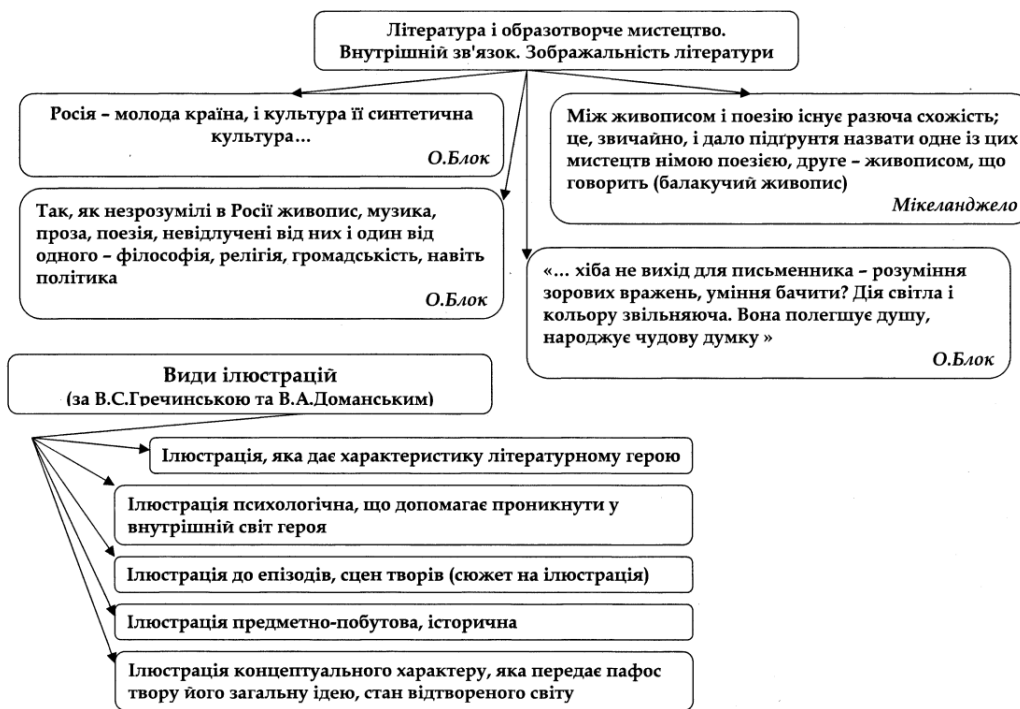 Література і образотворче мистецтво.
Внутрішній зв'язок. Зображальність літератури
Росія – молода країна, і культура її синтетична
культура…
О.Блок
Між живописом і поезію існує разюча схожість;
це, звичайно, і дало підґрунтя назвати одне із цих
мистецтв німою поезією, друге – живописом, що
говорить (балакучий живопис)
Мікеланджело
Так, як незрозумілі в Росії живопис, музика,
проза, поезія, невідлучені від них і один від
одного – філософія, релігія, громадськість, навіть
політика
О.Блок
«… хіба не вихід для письменника – розуміння
зорових вражень, уміння бачити? Дія світла і
кольору звільняюча. Вона полегшує душу,
народжує чудову думку »
О.Блок
Види ілюстрацій
(за В.С.Гречинською та В.А.Доманським)
Ілюстрація, яка дає характеристику літературному герою
Ілюстрація психологічна, що допомагає проникнути у
внутрішній світ героя
Ілюстрація до епізодів, сцен творів (сюжет на ілюстрація)
Ілюстрація предметно-побутова, історична
Ілюстрація концептуального характеру, яка передає пафос
твору його загальну ідею, стан відтвореного світу